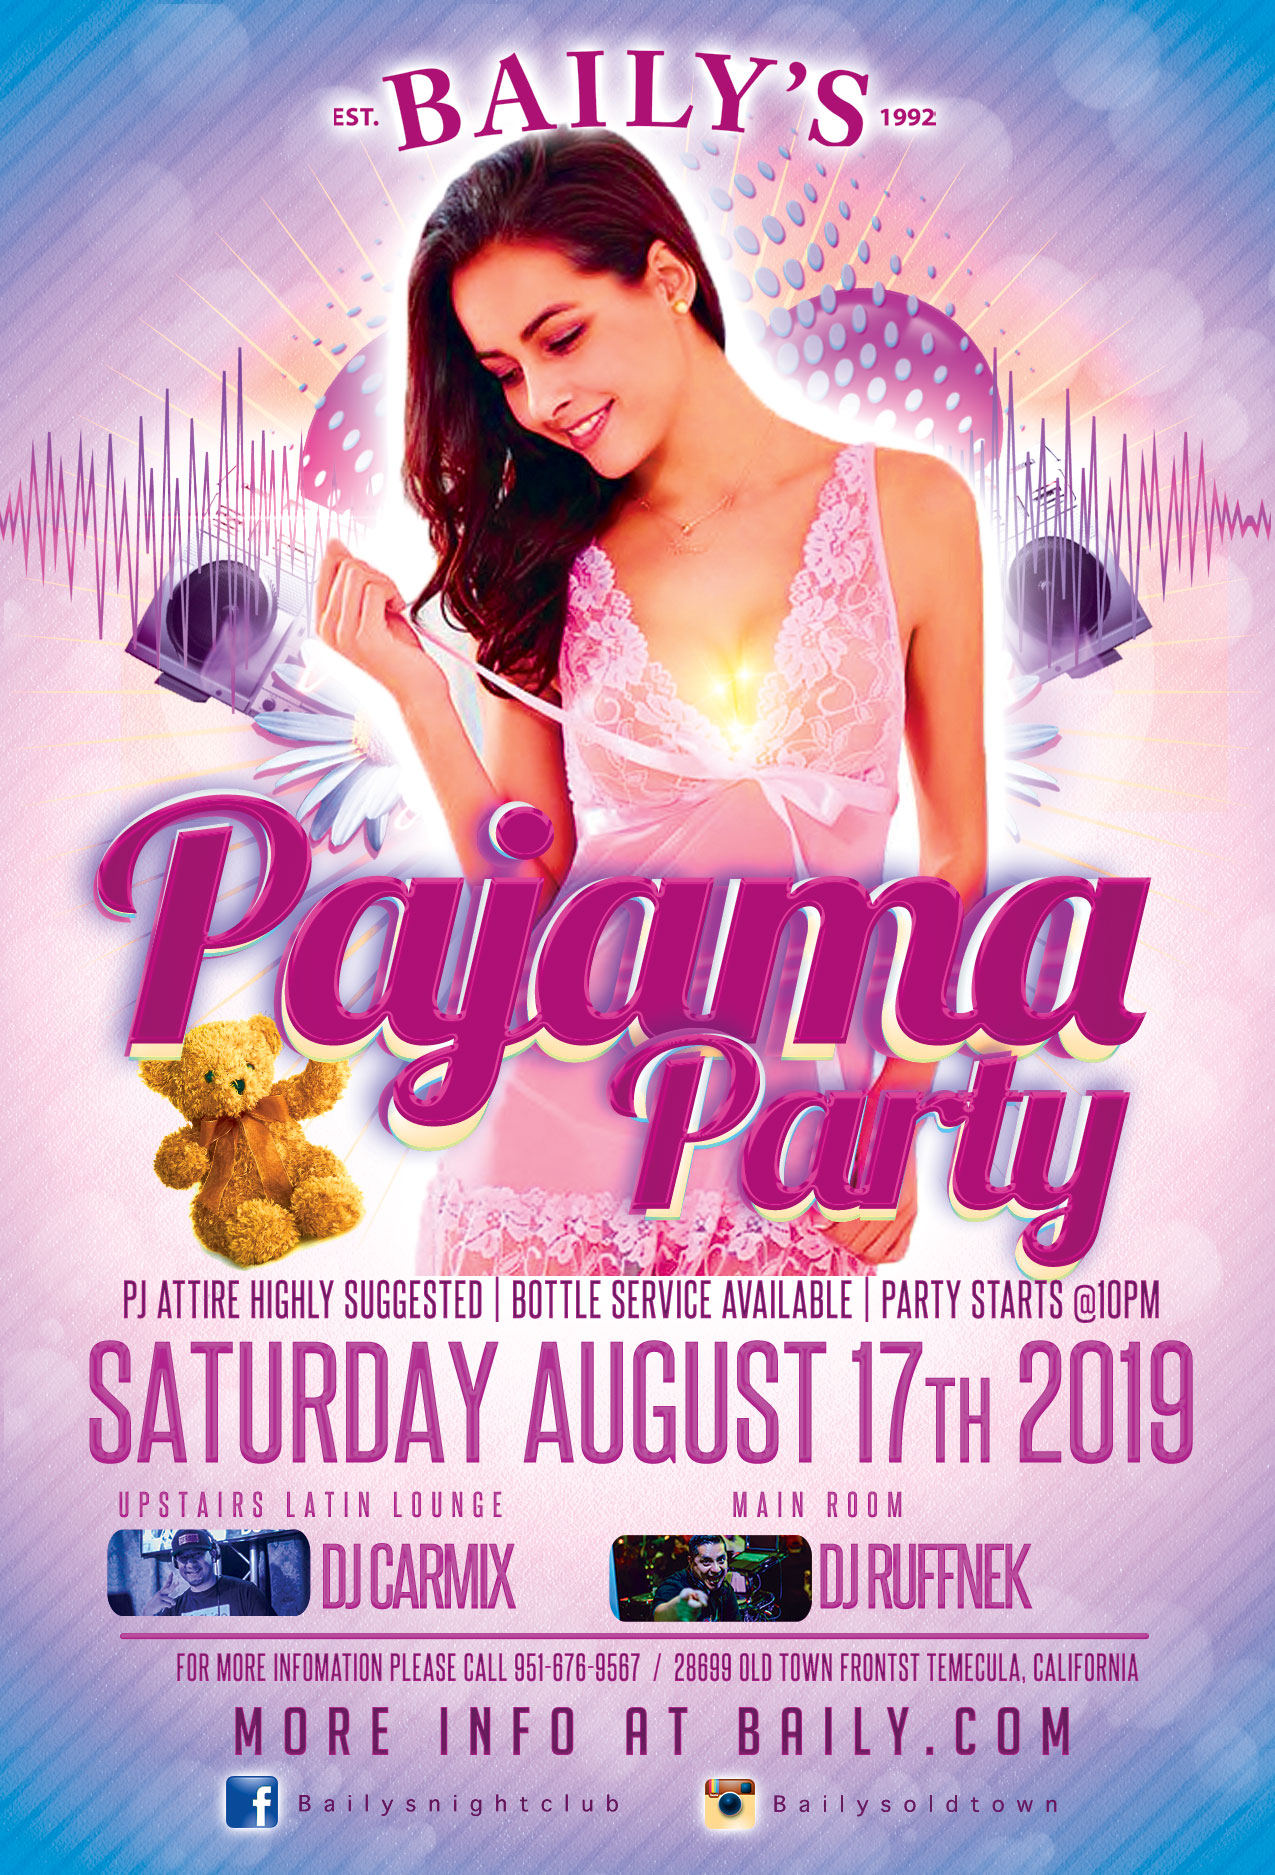 BAILY'S
EST. 1992
Pajama
Party
PJ ATTIRE HIGHLY SUGGESTED | BOTTLE SERVICE AVAILABLE | PARTY STARTS @10PM
SATURDAY AUGUST 17TH 2019
UPSTAIRS LATIN LOUNGE
DJ CARMIX
MAIN ROOM
DJ RUFFNEK
FOR MORE INFOMATION PLEASE CALL 951-676-9567 / 28699 OLD TOWN FRONTST TEMECULA, CALIFORNIA
MORE INFO AT BAILY.COM
f Bailysnightclub
Bailysoldtown